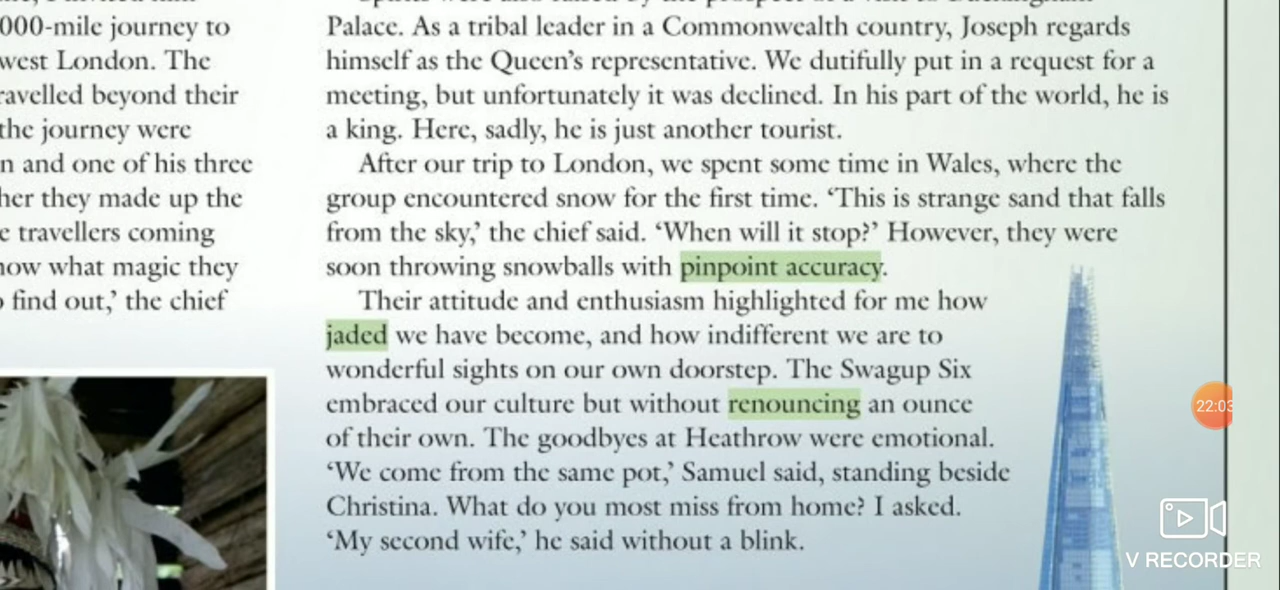 000-mile journey to
west London. The
ravelled beyond their
the journey were
n and one of his three
her they made up the
e travellers coming
now what magic they
find out,' the chief
Palace. As a tribal leader in a Commonwealth country, Joseph regards
himself as the Queen's representative. We dutifully put in a request for a
meeting, but unfortunately it was declined. In his part of the world, he is
a king. Here, sadly, he is just another tourist.
After our trip to London, we spent some time in Wales, where the
group encountered snow for the first time. 'This is strange sand that falls
from the sky,' the chief said. 'When will it stop?' However, they were
soon throwing snowballs with pinpoint accuracy.
Their attitude and enthusiasm highlighted for me how
jaded we have become, and how indifferent we are to
wonderful sights on our own doorstep. The Swagup Six
embraced our culture but without renouncing an ounce
of their own. The goodbyes at Heathrow were emotional.
'We come from the same pot,' Samuel said, standing beside
Christina. What do you most miss from home? I asked.
'My second wife,' he said without a blink.
22:03
V RECORDER